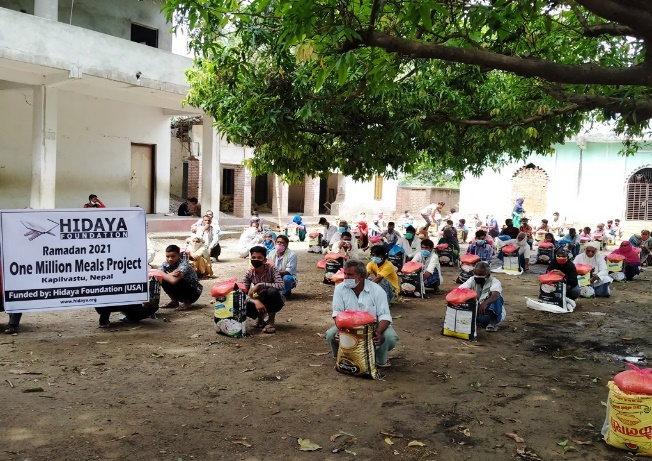 HIDAYA
FOUNDATION
Ramadan 2021
One Million Meals Project
Kapilvastu, Nepal
Funded by: Hidaya Foundation (USA)
www.Hidaya.org